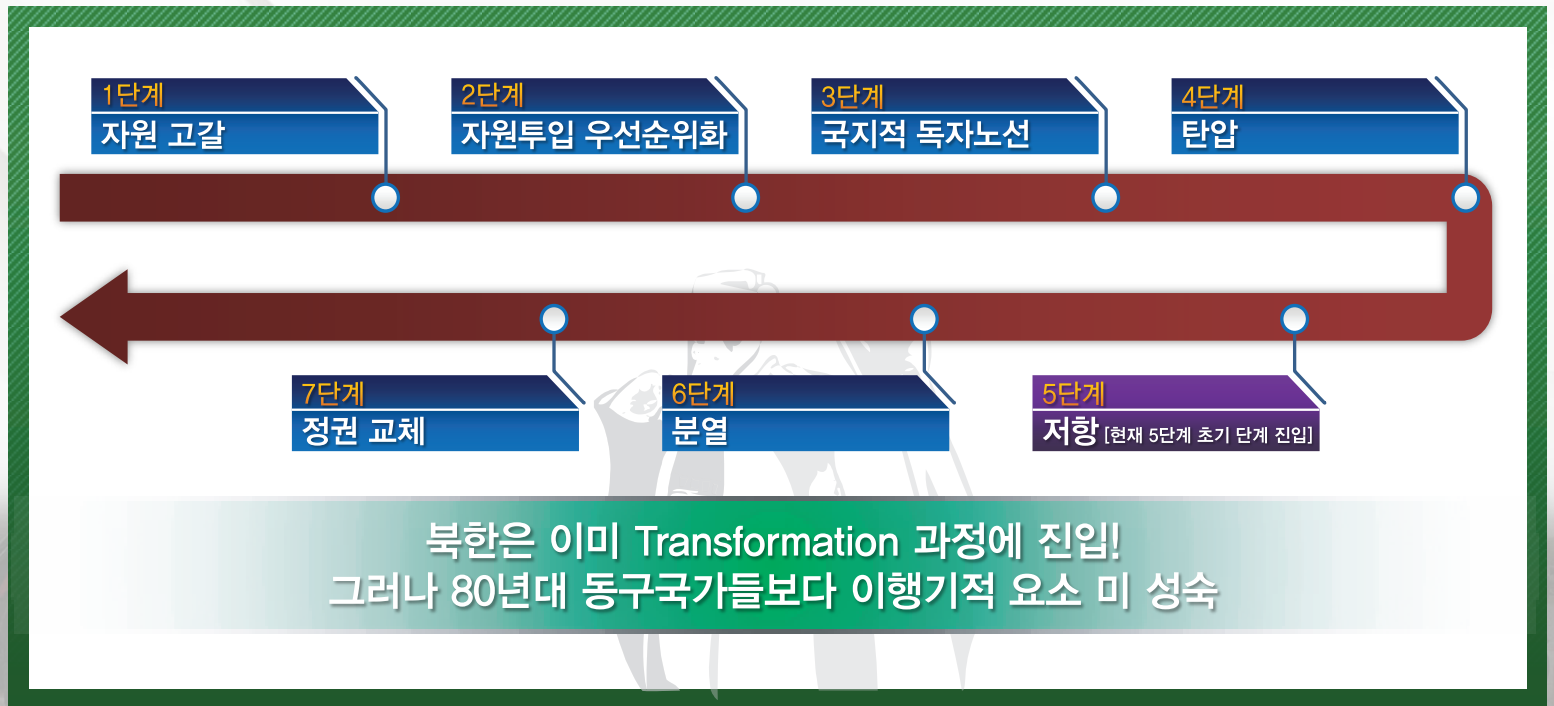 1단계
자원 고갈
2단계
자원투입 우선순위화
3단계
국지적 독자노선
4단계
탄압
5단계
저항 [현재 5단계 초기 단계 진입]
6단계
분열
7단계
정권 교체
북한은 이미 Transformation 과정에 진입!
그러나 80년대 동구국가들보다 이행기적 요소 미 성숙